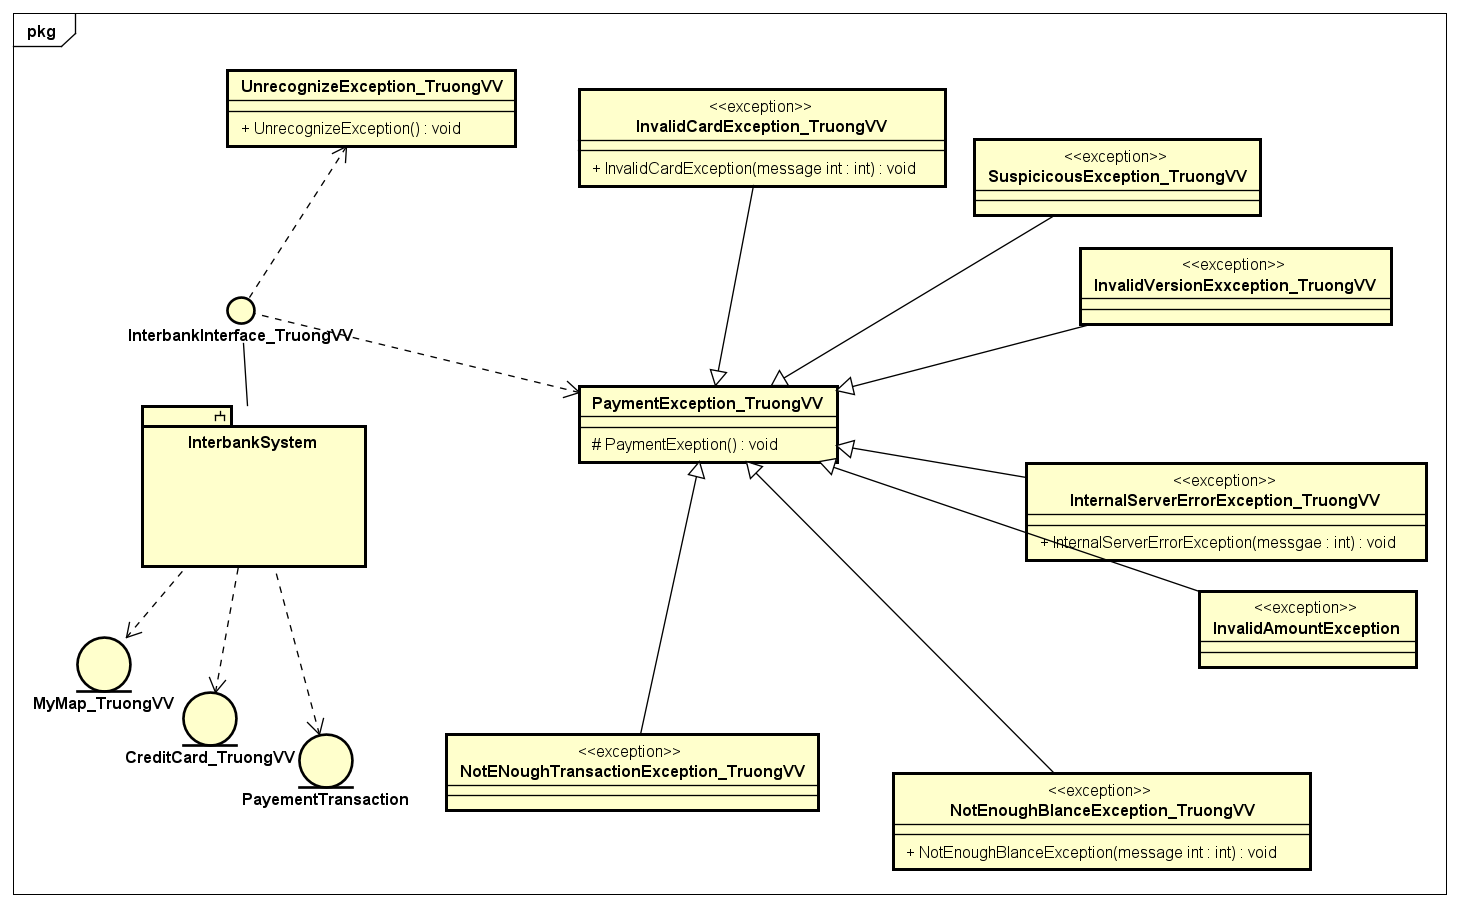 pkg
UnrecognizeException_TruongVV
+ UnrecognizeException() : void
<<exception>>
InvalidCardException_TruongVV
+ InvalidCardException(message int : int) : void
<<exception>>
SuspicicousException_TruongVV
<<exception>>
InvalidVersionExxception_TruongVV
InterbankInterface_TruongVV
PaymentException_TruongVV
# PaymentExeption() : void
InterbankSystem
<<exception>>
InternalServerErrorException_TruongVV
+ InternalServerErrorException(messgae : int) : void
<<exception>>
InvalidAmountException
MyMap_TruongVV
CreditCard_TruongVV
PayementTransaction
<<exception>>
NotENoughTransactionException_TruongVV
<<exception>>
NotEnoughBlanceException_TruongVV
+ NotEnoughBlanceException(message int : int) : void